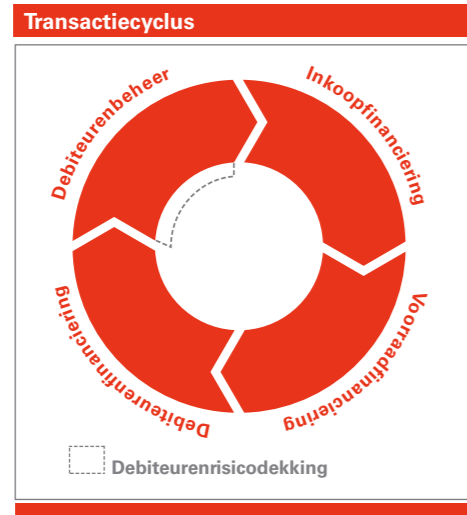 Transactiecyclus
Debiteurenbeheer
Inkoopfinanciering
Voorraadfinanciering
Debiteurenfinanciering
Debiteurenrisicodekking